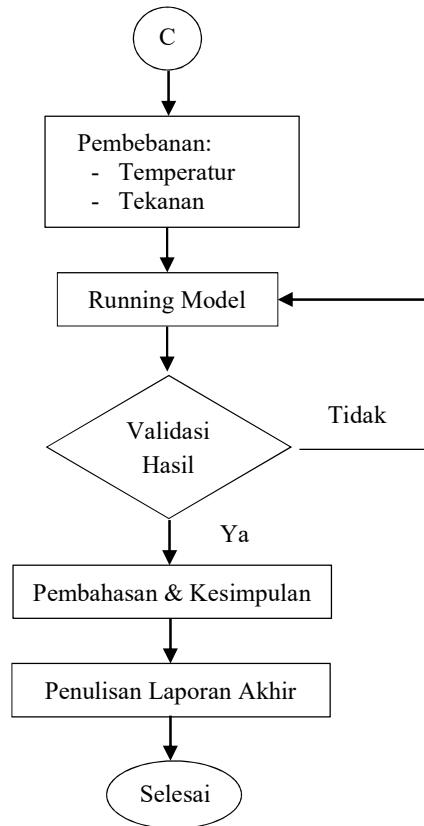 C
Pembebanan:
- Temperatur
- Tekanan
Running Model
Validasi
Hasil
Tidak
Ya
Pembahasan & Kesimpulan
Penulisan Laporan Akhir
Selesai